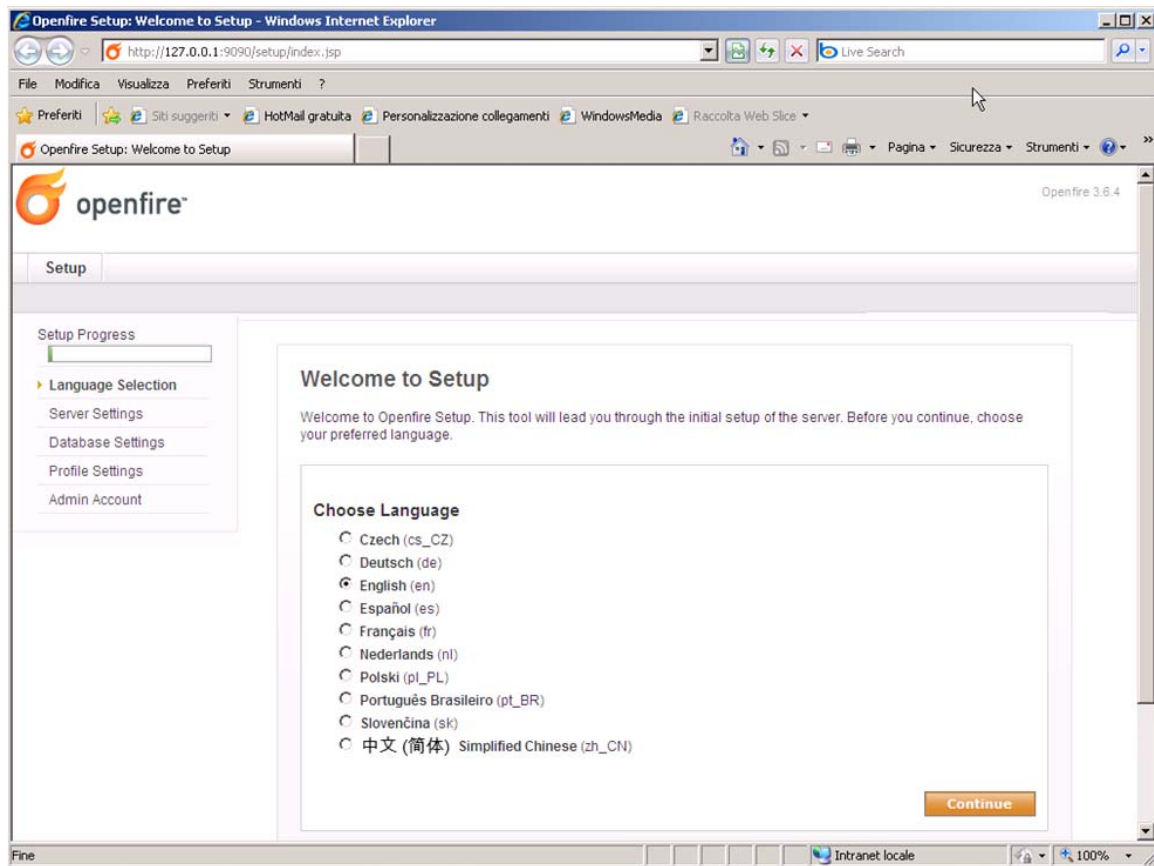 Openfire Setup: Welcome to Setup - Windows Internet Explorer
http://127.0.0.1:9090/setup/index.jsp
Live Search
File Modifica Visualizza Preferiti Strumenti ?
Preferiti Siti suggeriti HotMail gratuita Personalizzazione collegamenti WindowsMedia Raccolta Web Slice
Openfire Setup: Welcome to Setup
Pagina Sicurezza Strumenti
openfire™
Openfire 3.6.4
Setup
Setup Progress
Language Selection
Server Settings
Database Settings
Profile Settings
Admin Account
Welcome to Setup
Welcome to Openfire Setup. This tool will lead you through the initial setup of the server. Before you continue, choose
your preferred language.
Choose Language
Czech (cs_CZ)
Deutsch (de)
English (en)
Español (es)
Français (fr)
Nederlands (nl)
Polski (pl_PL)
Português Brasileiro (pt_BR)
Slovenčina (sk)
中文 (简体) Simplified Chinese (zh_CN)
Continue
Fine
Intranet locale
100%